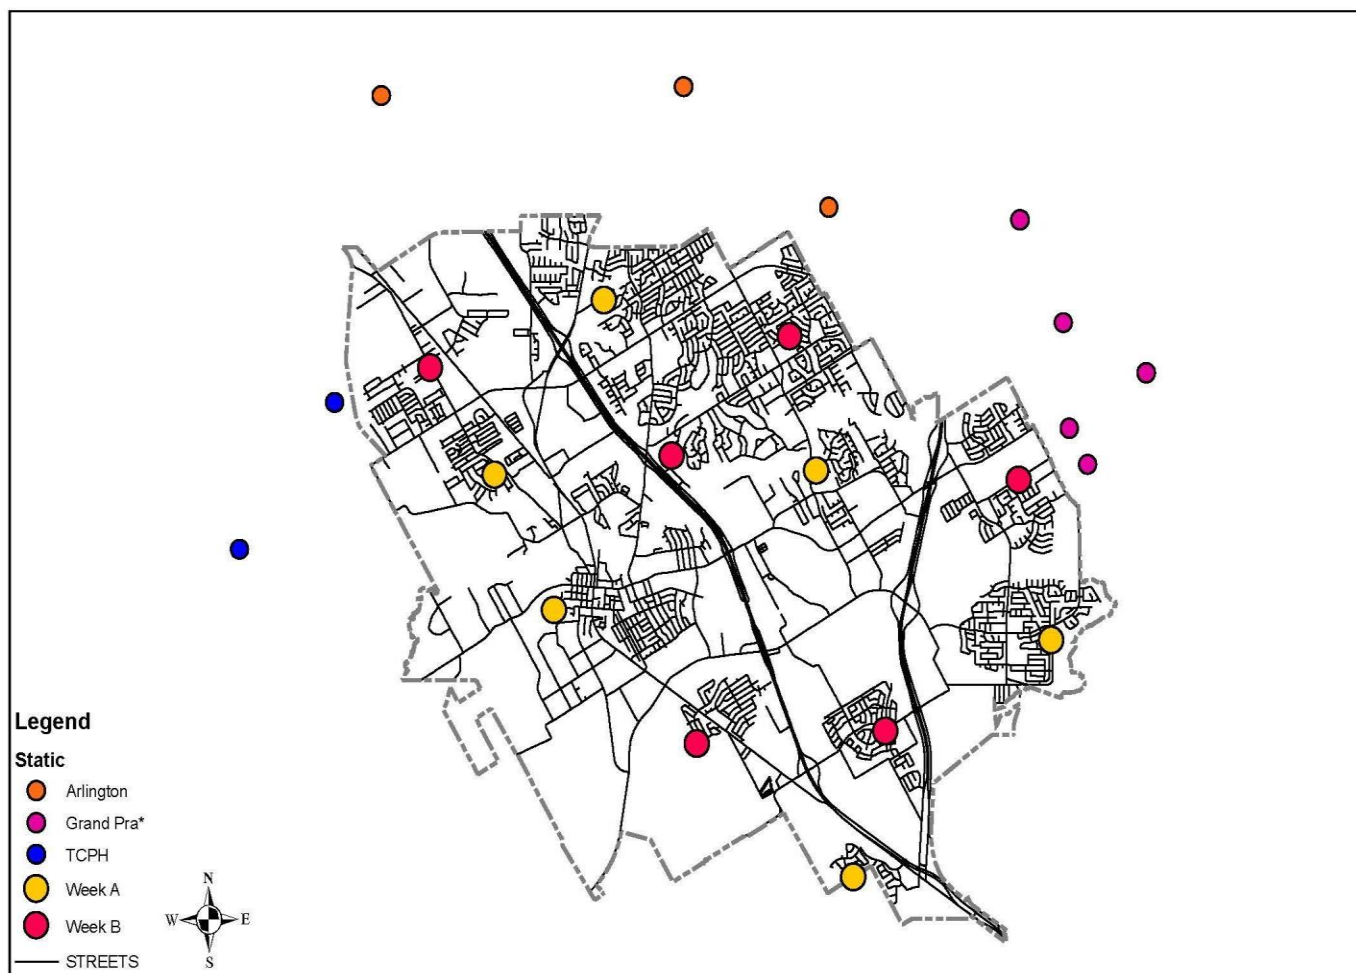 Legend
Static
Arlington
Grand Pra*
TCPH
Week A
Week B
STREETS
N
W E
S